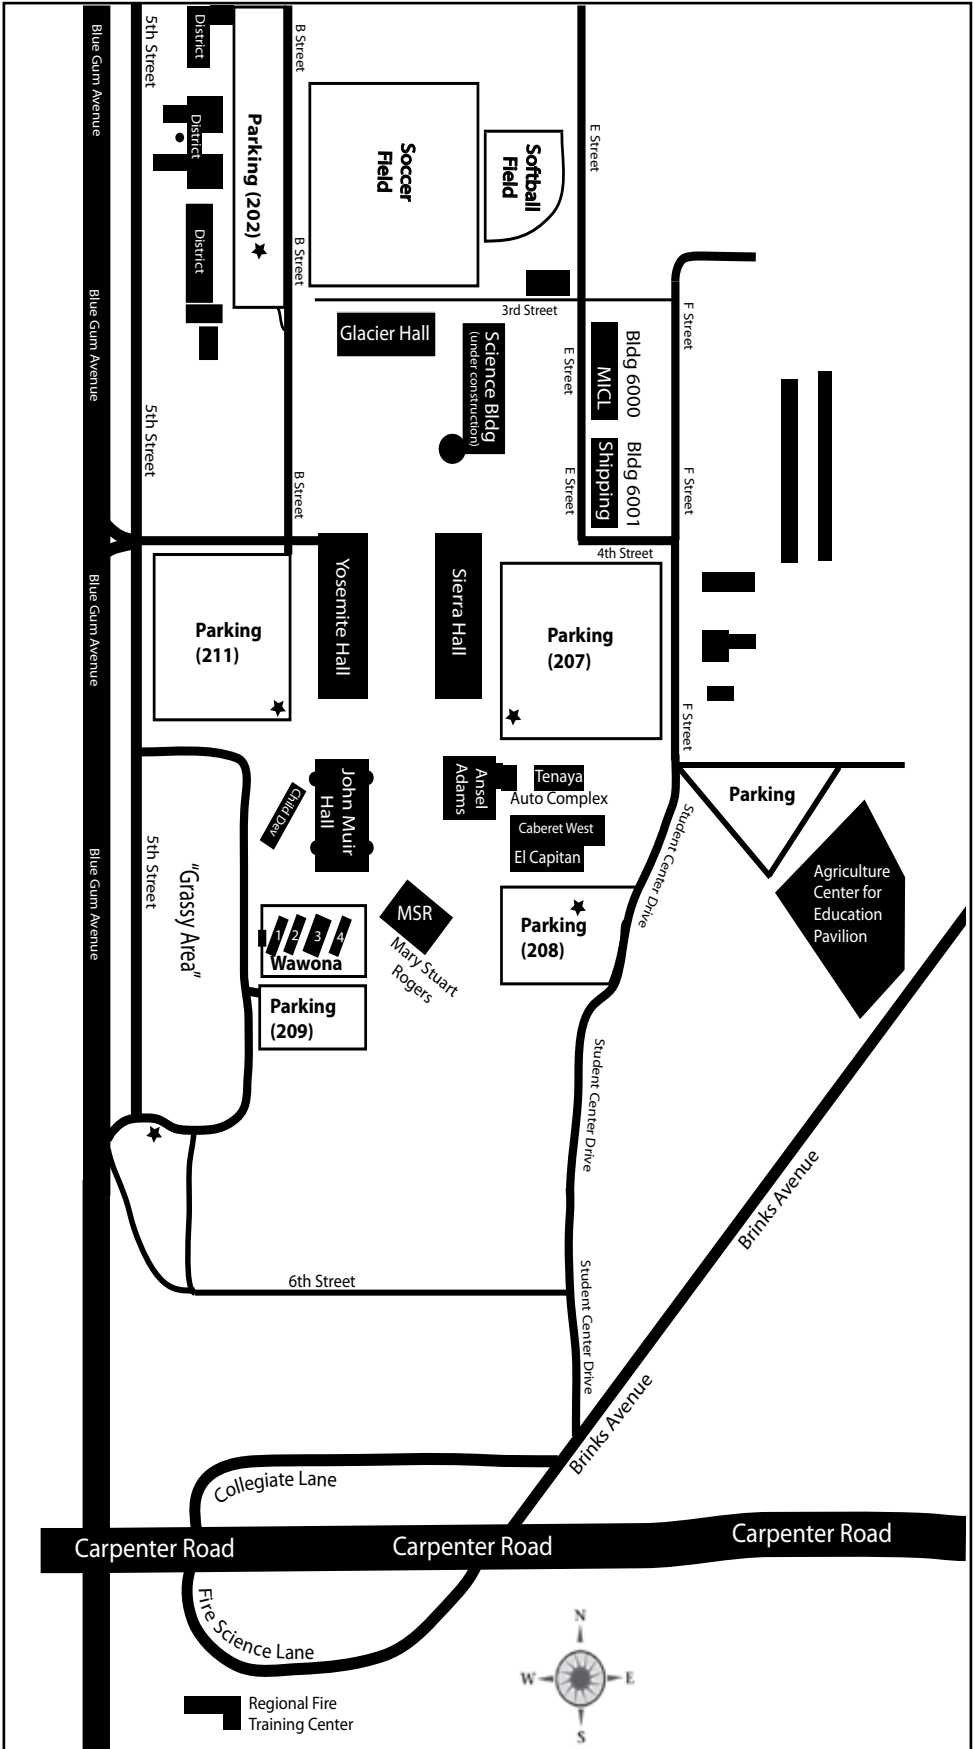 Blue Gum Avenue
5th Street
District
B Street
District
Parking (202)
Soccer
Field
Softball
Field
E Street
District
B Street
3rd Street
Blue Gum Avenue
F Street
Glacier Hall
Science Bldg
(under construction)
E Street
MICL
Bldg 6000
5th Street
B Street
E Street
Shipping
Bldg 6001
F Street
4th Street
Blue Gum Avenue
Parking
(211)
Yosemite Hall
Sierra Hall
Parking
(207)
F Street
Child Dev
John Muir
Hall
Ansel
Adams
Tenaya
Auto Complex
Caberet West
El Capitan
Student Center Drive
Parking
Agriculture
Center for
Education
Pavilion
Blue Gum Avenue
5th Street
"Grassy Area"
1
2
3
4
Wawona
MSR
Mary Stuart
Rogers
Parking
(208)
Parking
(209)
Student Center Drive
Brinks Avenue
6th Street
Student Center Drive
Brinks Avenue
Collegiate Lane
Carpenter Road
Carpenter Road
Carpenter Road
Fire Science Lane
N
W
E
S
Regional Fire
Training Center